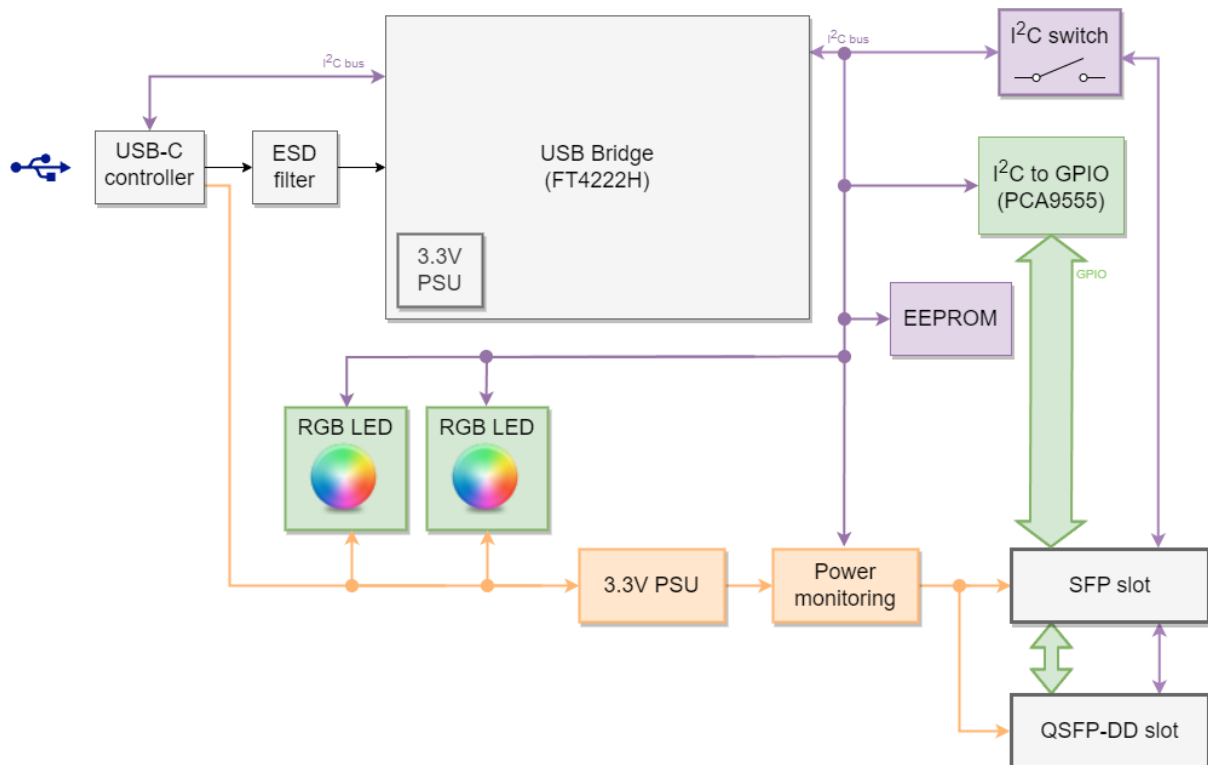 I²C bus
I²C bus
I²C switch
USB-C
controller
ESD
filter
USB Bridge
(FT4222H)
I²C to GPIO
(PCA9555)
3.3V
PSU
GPIO
EEPROM
RGB LED
RGB LED
3.3V PSU
Power
monitoring
SFP slot
QSFP-DD slot